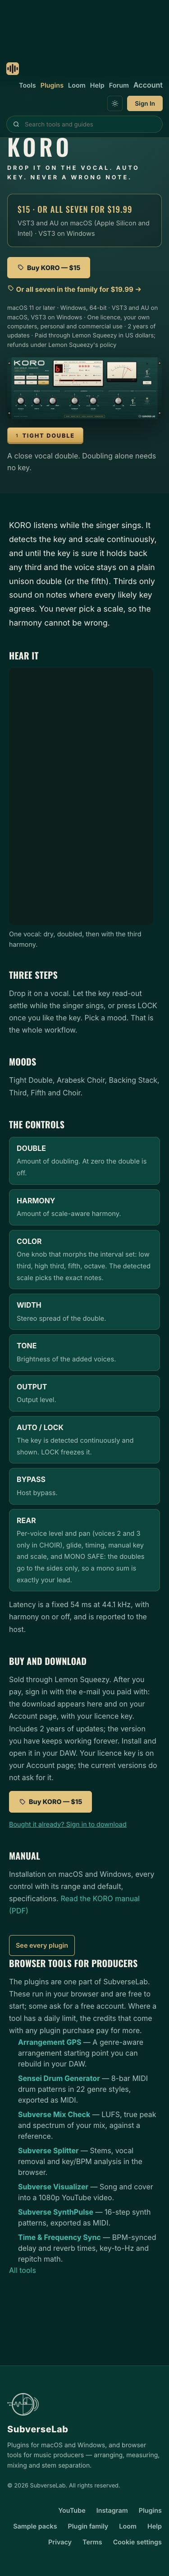 Tools Plugins Loom Help Forum Account
Sign In
Search tools and guides
KORO
DROP IT ON THE VOCAL. AUTO
KEY. NEVER A WRONG NOTE.
$15 · OR ALL SEVEN FOR $19.99
VST3 and AU on macOS (Apple Silicon and
Intel) · VST3 on Windows
Buy KORO — $15
Or all seven in the family for $19.99 →
macOS 11 or later · Windows, 64-bit · VST3 and AU on
macOS, VST3 on Windows · One licence, your own
computers, personal and commercial use · 2 years of
updates · Paid through Lemon Squeezy in US dollars;
refunds under Lemon Squeezy's policy
KORO
TIGHT DOUBLE
A close vocal double. Doubling alone needs
no key.
KORO listens while the singer sings. It
detects the key and scale continuously,
and until the key is sure it holds back
any third and the voice stays on a plain
unison double (or the fifth). Thirds only
sound on notes where every likely key
agrees. You never pick a scale, so the
harmony cannot be wrong.
HEAR IT
One vocal: dry, doubled, then with the third
harmony.
THREE STEPS
Drop it on a vocal. Let the key read-out
settle while the singer sings, or press LOCK
once you like the key. Pick a mood. That is
the whole workflow.
MOODS
Tight Double, Arabesk Choir, Backing Stack,
Third, Fifth and Choir.
THE CONTROLS
DOUBLE
Amount of doubling. At zero the double is
off.
HARMONY
Amount of scale-aware harmony.
COLOR
One knob that morphs the interval set: low
third, high third, fifth, octave. The detected
scale picks the exact notes.
WIDTH
Stereo spread of the double.
TONE
Brightness of the added voices.
OUTPUT
Output level.
AUTO / LOCK
The key is detected continuously and
shown. LOCK freezes it.
BYPASS
Host bypass.
REAR
Per-voice level and pan (voices 2 and 3
only in CHOIR), glide, timing, manual key
and scale, and MONO SAFE: the doubles
go to the sides only, so a mono sum is
exactly your lead.
Latency is a fixed 54 ms at 44.1 kHz, with
harmony on or off, and is reported to the
host.
BUY AND DOWNLOAD
Sold through Lemon Squeezy. After you
pay, sign in with the e-mail you paid with:
the download appears here and on your
Account page, with your licence key.
Includes 2 years of updates; the version
you have keeps working forever. Install and
open it in your DAW. Your licence key is on
your Account page; the current versions do
not ask for it.
Buy KORO — $15
Bought it already? Sign in to download
MANUAL
Installation on macOS and Windows, every
control with its range and default,
specifications. Read the KORO manual
(PDF)
See every plugin
BROWSER TOOLS FOR PRODUCERS
The plugins are one part of SubverseLab.
These run in your browser and are free to
start; some ask for a free account. Where a
tool has a daily limit, the credits that come
with any plugin purchase pay for more.
Arrangement GPS — A genre-aware
arrangement starting point you can
rebuild in your DAW.
Sensei Drum Generator — 8-bar MIDI
drum patterns in 22 genre styles,
exported as MIDI.
Subverse Mix Check — LUFS, true peak
and spectrum of your mix, against a
reference.
Subverse Splitter — Stems, vocal
removal and key/BPM analysis in the
browser.
Subverse Visualizer — Song and cover
into a 1080p YouTube video.
Subverse SynthPulse — 16-step synth
patterns, exported as MIDI.
Time & Frequency Sync — BPM-synced
delay and reverb times, key-to-Hz and
repitch math.
All tools
SubverseLab
Plugins for macOS and Windows, and browser
tools for music producers — arranging, measuring,
mixing and stem separation.
© 2026 SubverseLab. All rights reserved.
YouTube Instagram Plugins
Sample packs Plugin family Loom Help
Privacy Terms Cookie settings